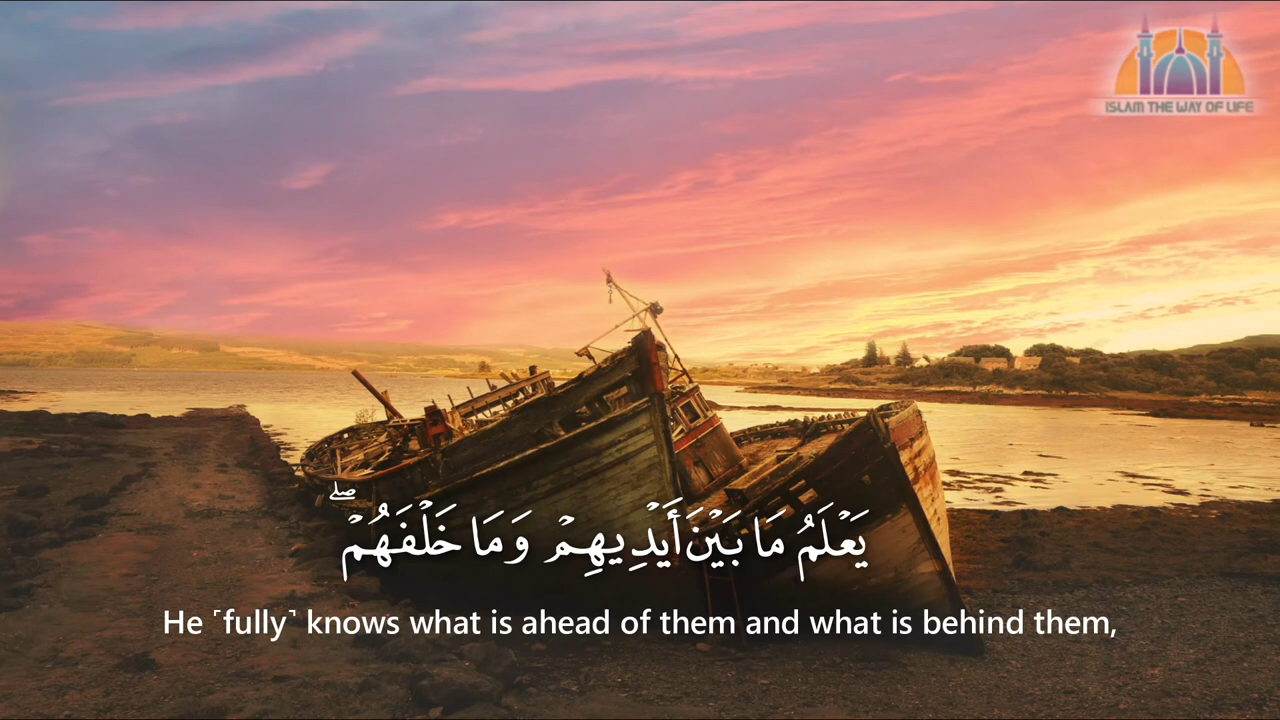 ISLAM THE WAY OF LIFE
يَعْلَمُ مَا بَيْنَ أَيْدِيهِمْ وَمَا خَلْفَهُمْ ۖ
He ˹fully˺ knows what is ahead of them and what is behind them,